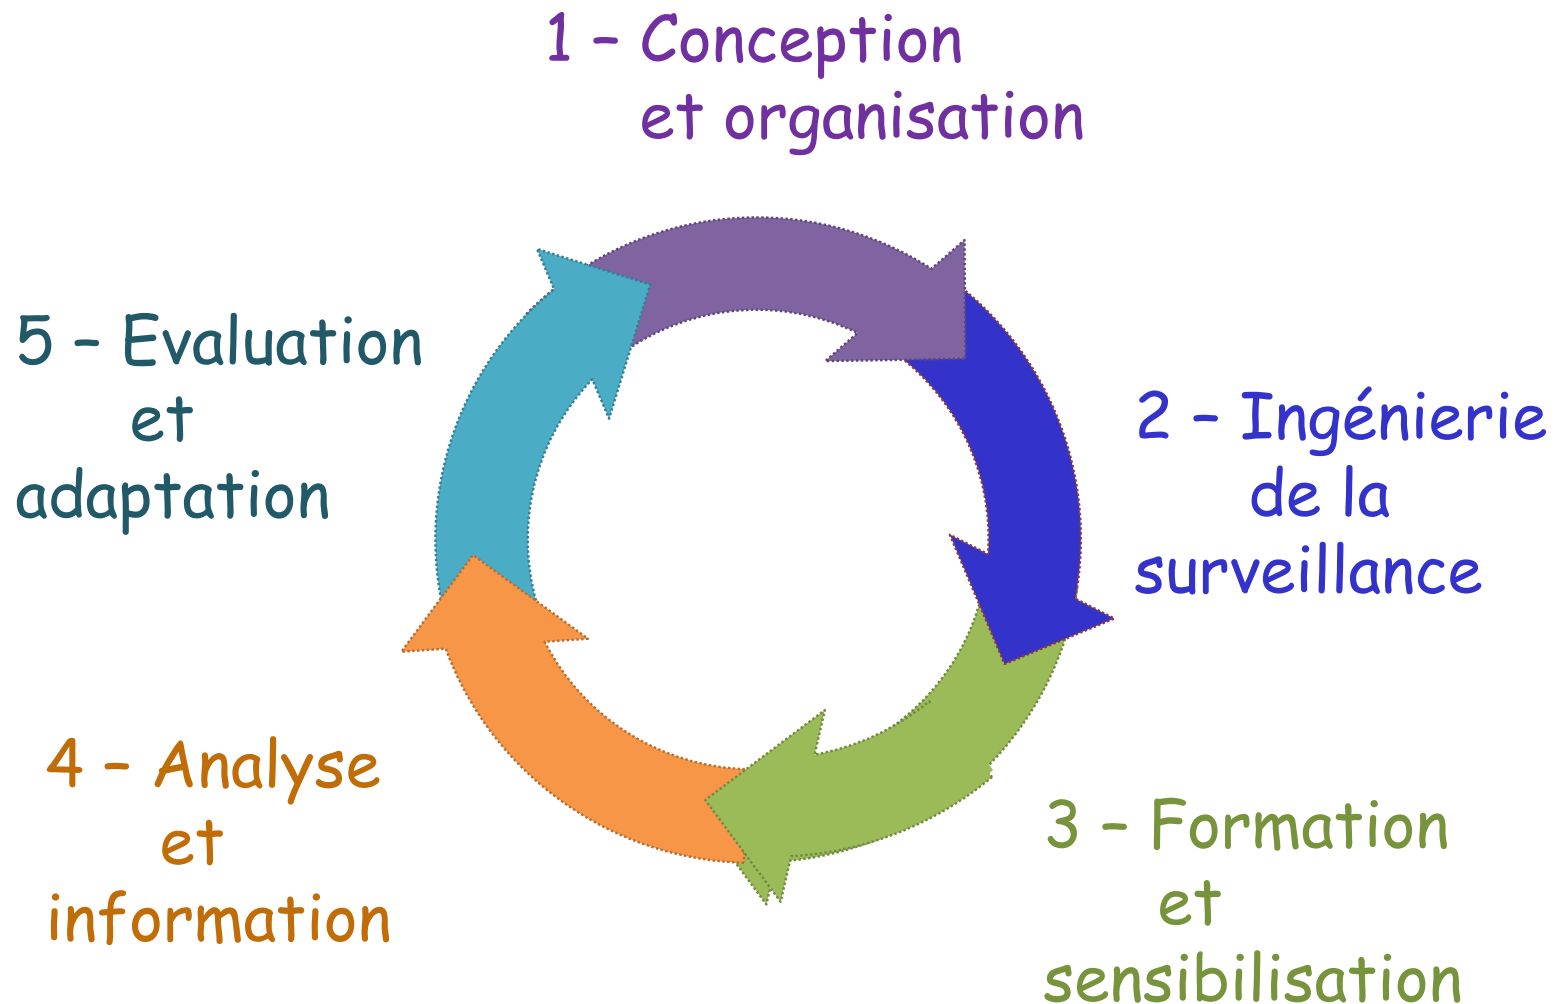 1 – Conception
et organisation
2 – Ingénierie
de la
surveillance
3 – Formation
et
sensibilisation
4 – Analyse
et
information
5 – Evaluation
et
adaptation